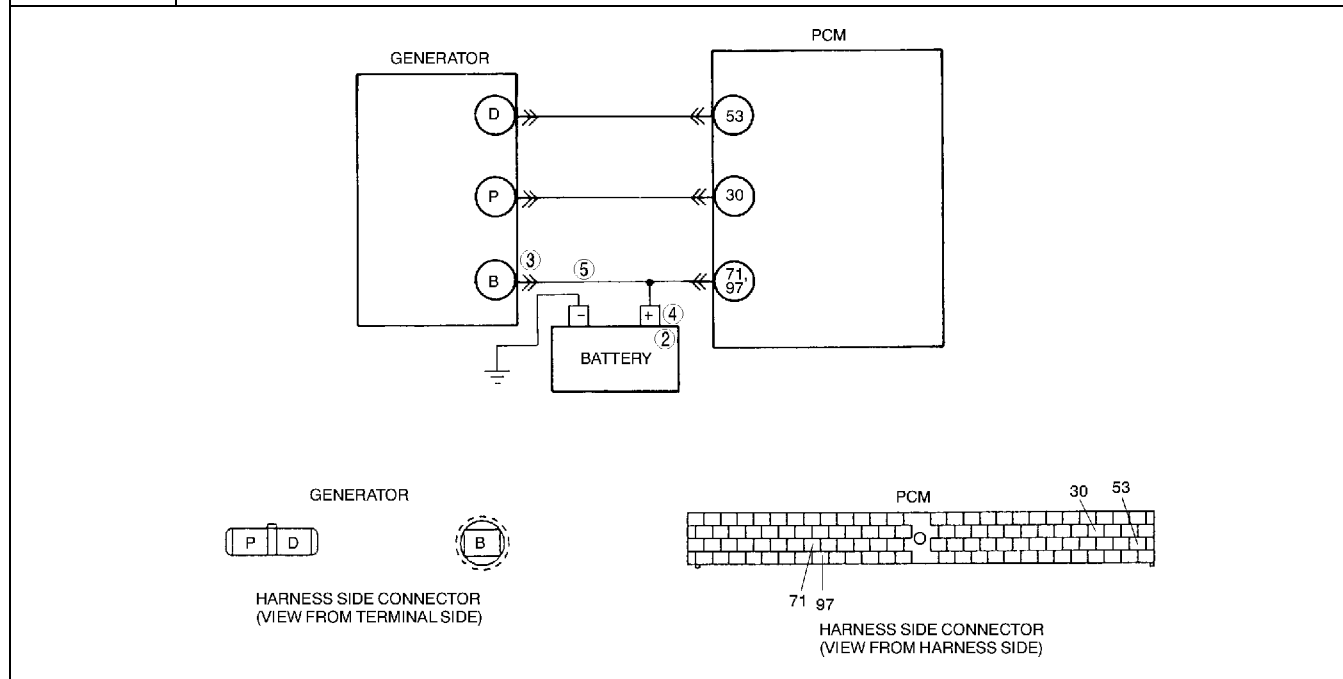 GENERATOR
PCM
D
53
P
30
B
③
⑤
71,
97
−
+
④
②
BATTERY
GENERATOR
P D
B
HARNESS SIDE CONNECTOR
(VIEW FROM TERMINAL SIDE)
PCM
30
53
71
97
HARNESS SIDE CONNECTOR
(VIEW FROM HARNESS SIDE)